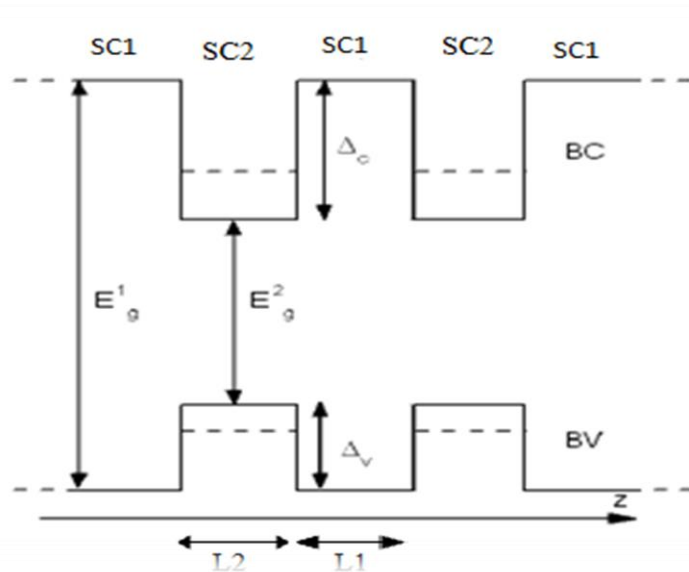 SC1 SC2 SC1 SC2 SC1
Δc
BC
E¹g E²g
Δv
BV
z
L2 L1